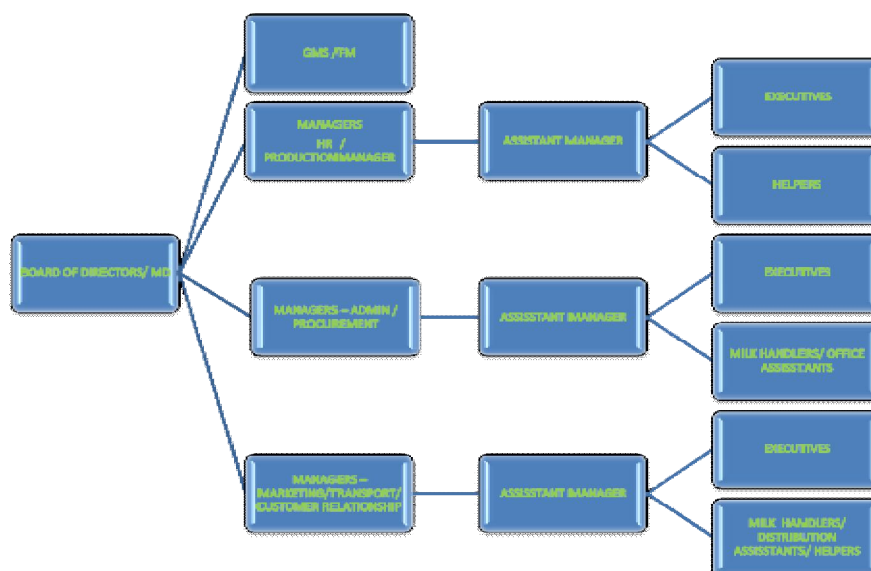 GMS /FM
MANAGERS
HR /
PRODUCTIONMANAGER
ASSISTANT MANAGER
EXECUTIVES
HELPERS
BOARD OF DIRECTORS/ MD
MANAGERS – ADMIN /
PROCUREMENT
ASSISSTANT MANAGER
EXECUTIVES
MILK HANDLERS/ OFFICE
ASSISSTANTS
MANAGERS –
MARKETING/TRANSPORT/
CUSTOMER RELATIONSHIP
ASSISSTANT MANAGER
EXECUTIVES
MILK HANDLERS/
DISTRIBUTION
ASSISSTANTS/ HELPERS